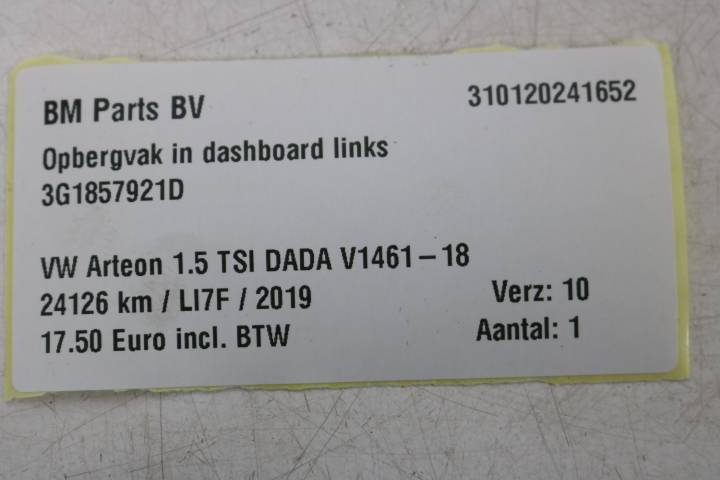 BM Parts BV 310120241652
Opbergvak in dashboard links
3G1857921D
VW Arteon 1.5 TSI DADA V1461-18
24126 km / LI7F / 2019 Verz: 10
17.50 Euro incl. BTW Aantal: 1